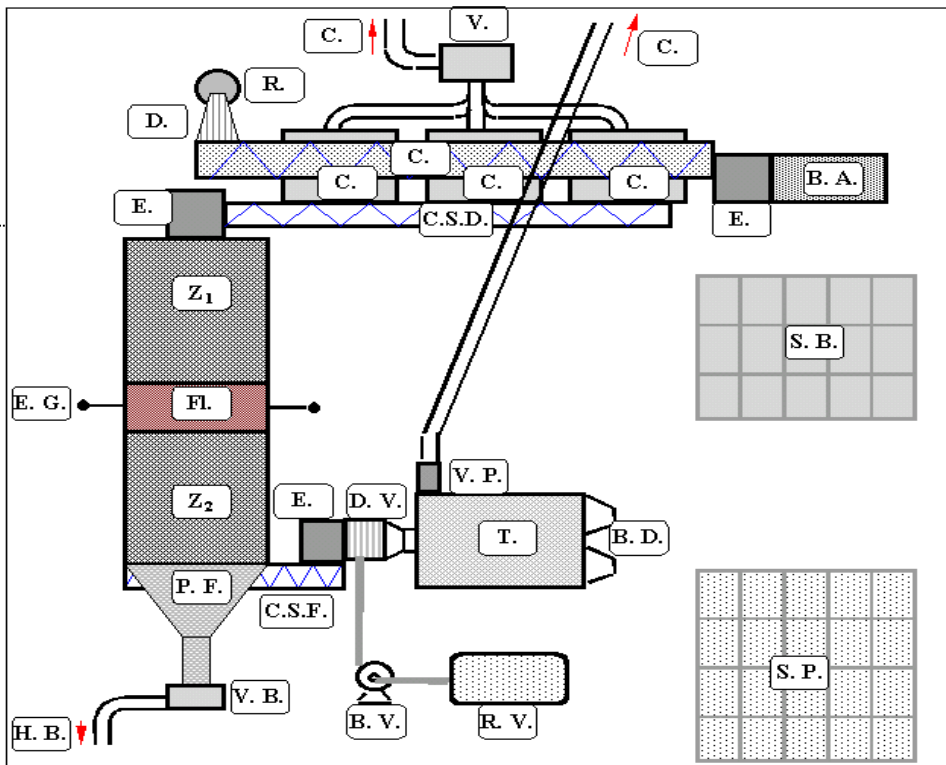 C.
V.
C.
R.
D.
C.
C.
C.
C.
B. A.
E.
C.S.D.
E.
Z1
S. B.
E. G.
Fl.
V. P.
Z2
E.
D. V.
T.
B. D.
P. F.
C.S.F.
S. P.
V. B.
H. B.
B. V.
R. V.